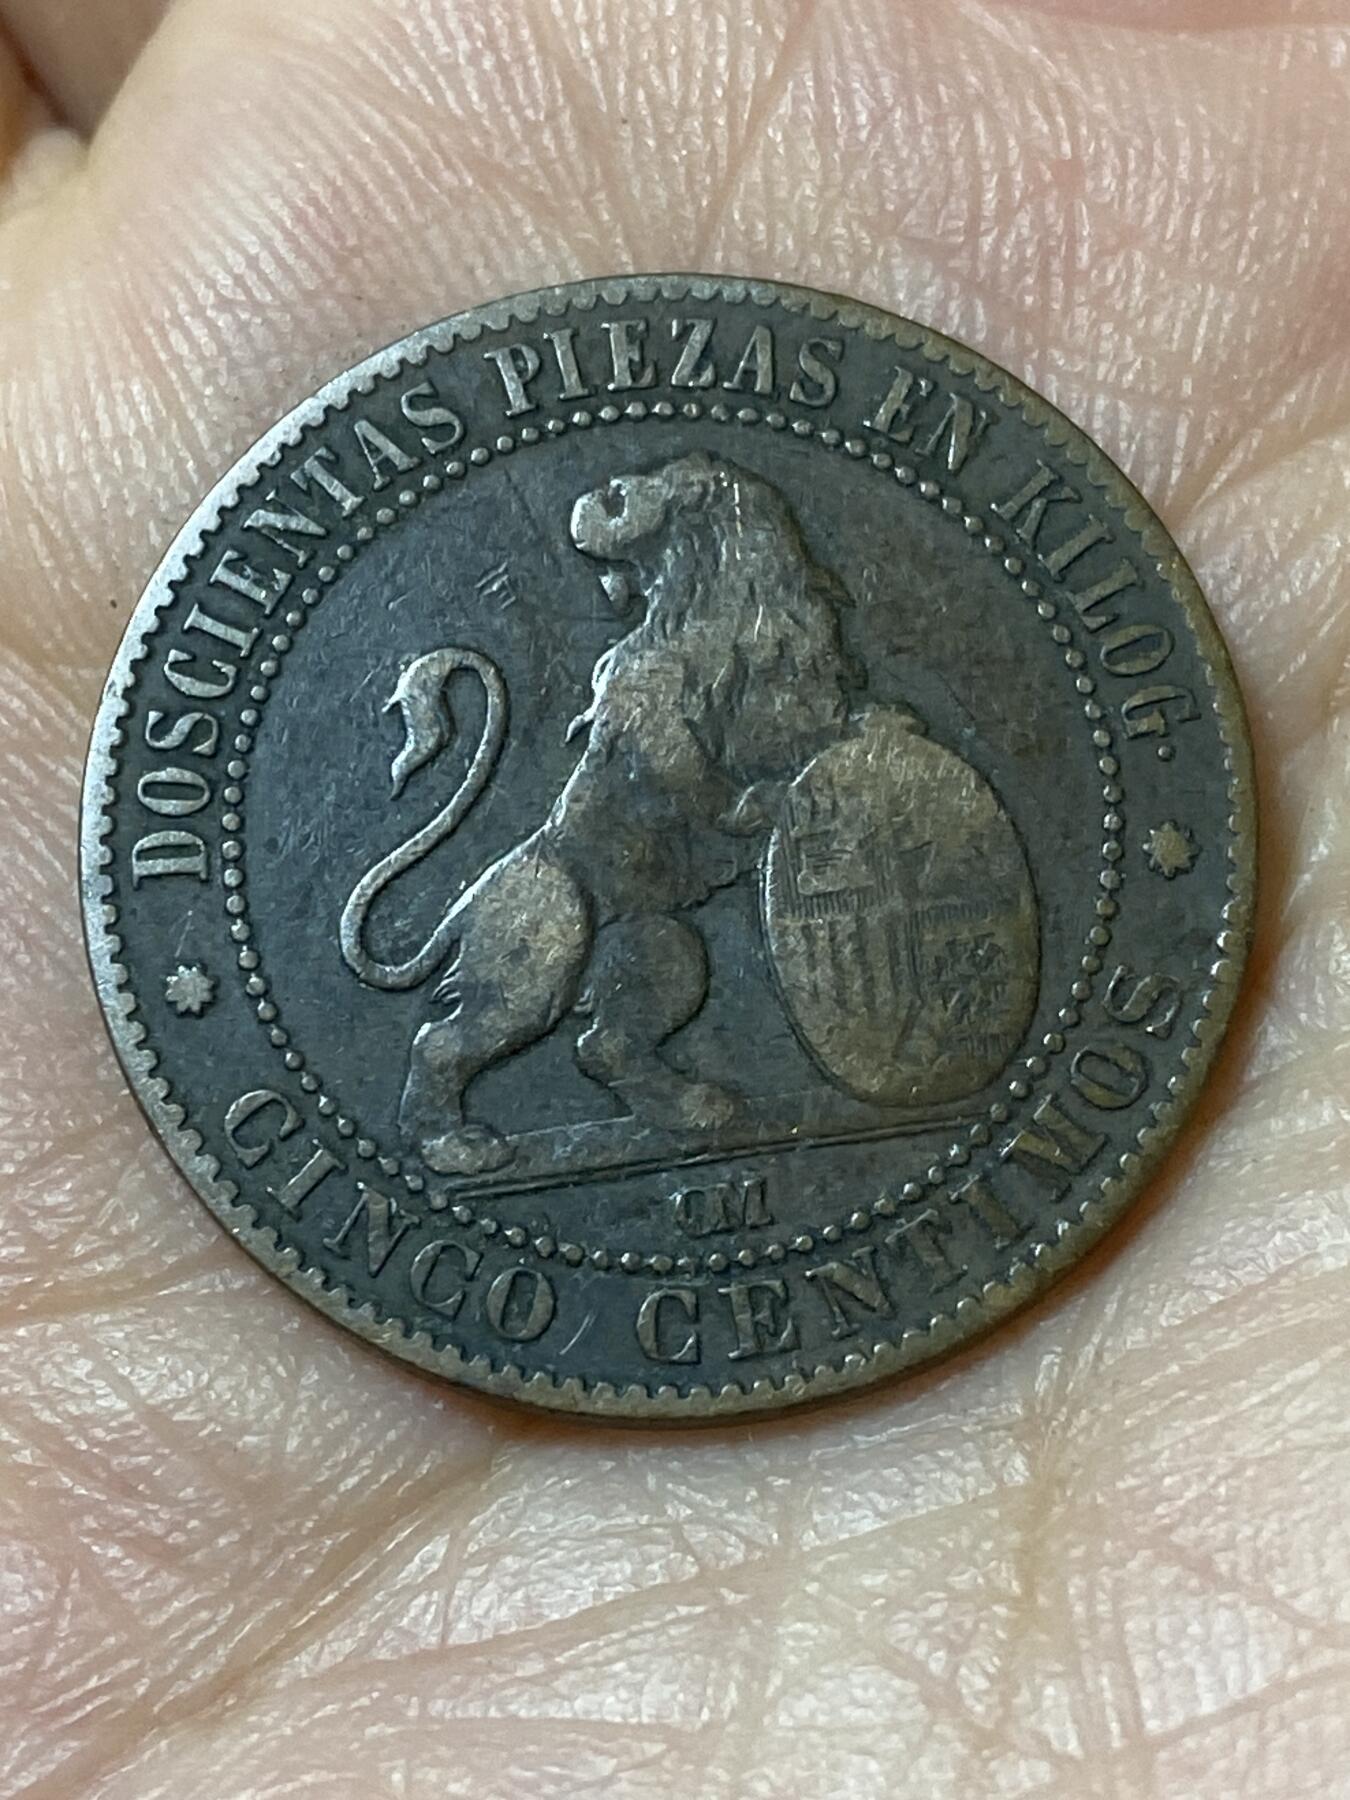 DOSCIENTAS PIEZAS EN KILOG.
OM
CINCO CENTIMOS